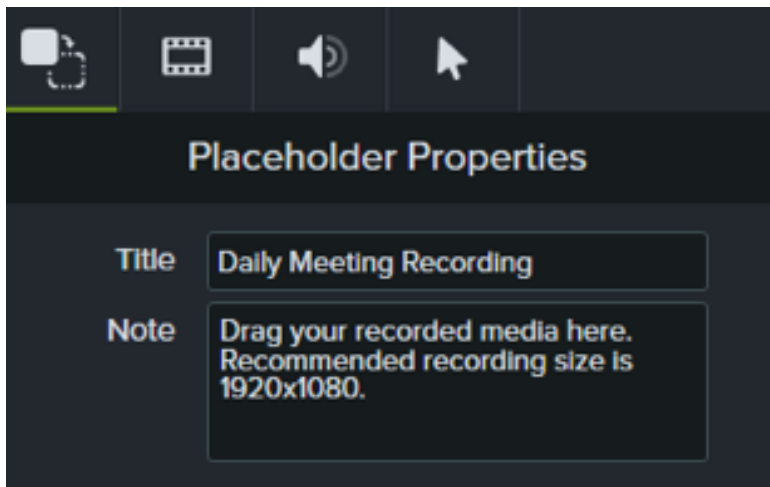 Placeholder Properties
Title
Daily Meeting Recording
Note
Drag your recorded media here.
Recommended recording size is
1920x1080.